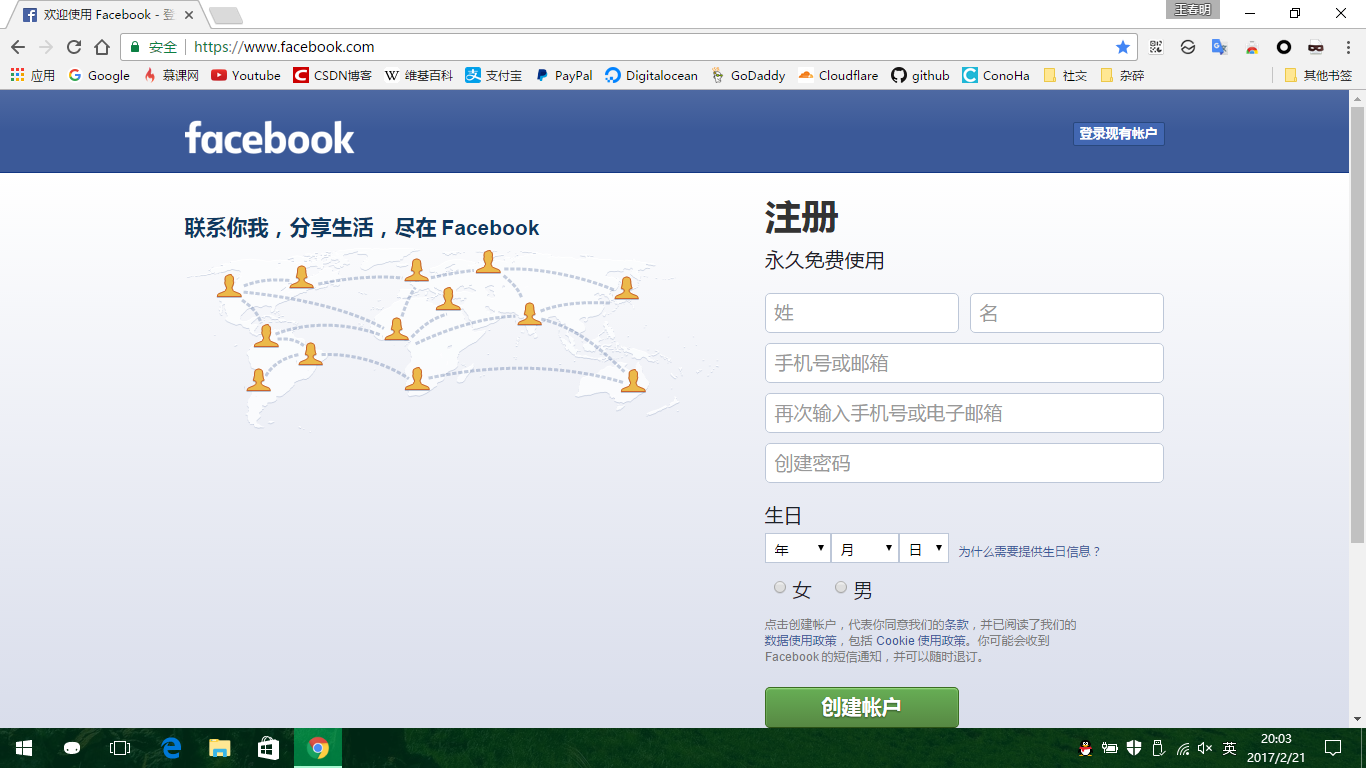 欢迎使用 Facebook - 登
王春明
安全 https://www.facebook.com
应用 Google 慕课网 Youtube CSDN博客 维基百科 支付宝 PayPal Digitalocean GoDaddy Cloudflare github ConoHa 社交 杂碎 其他书签
facebook
登录现有帐户
联系你我，分享生活，尽在 Facebook
注册
永久免费使用
姓 名
手机号或邮箱
再次输入手机号或电子邮箱
创建密码
生日
年 月 日 为什么需要提供生日信息？
女 男
点击创建帐户，代表你同意我们的条款，并已阅读了我们的
数据使用政策，包括 Cookie 使用政策。你可能会收到
Facebook 的短信通知，并可以随时退订。
创建帐户
英
20:03
2017/2/21